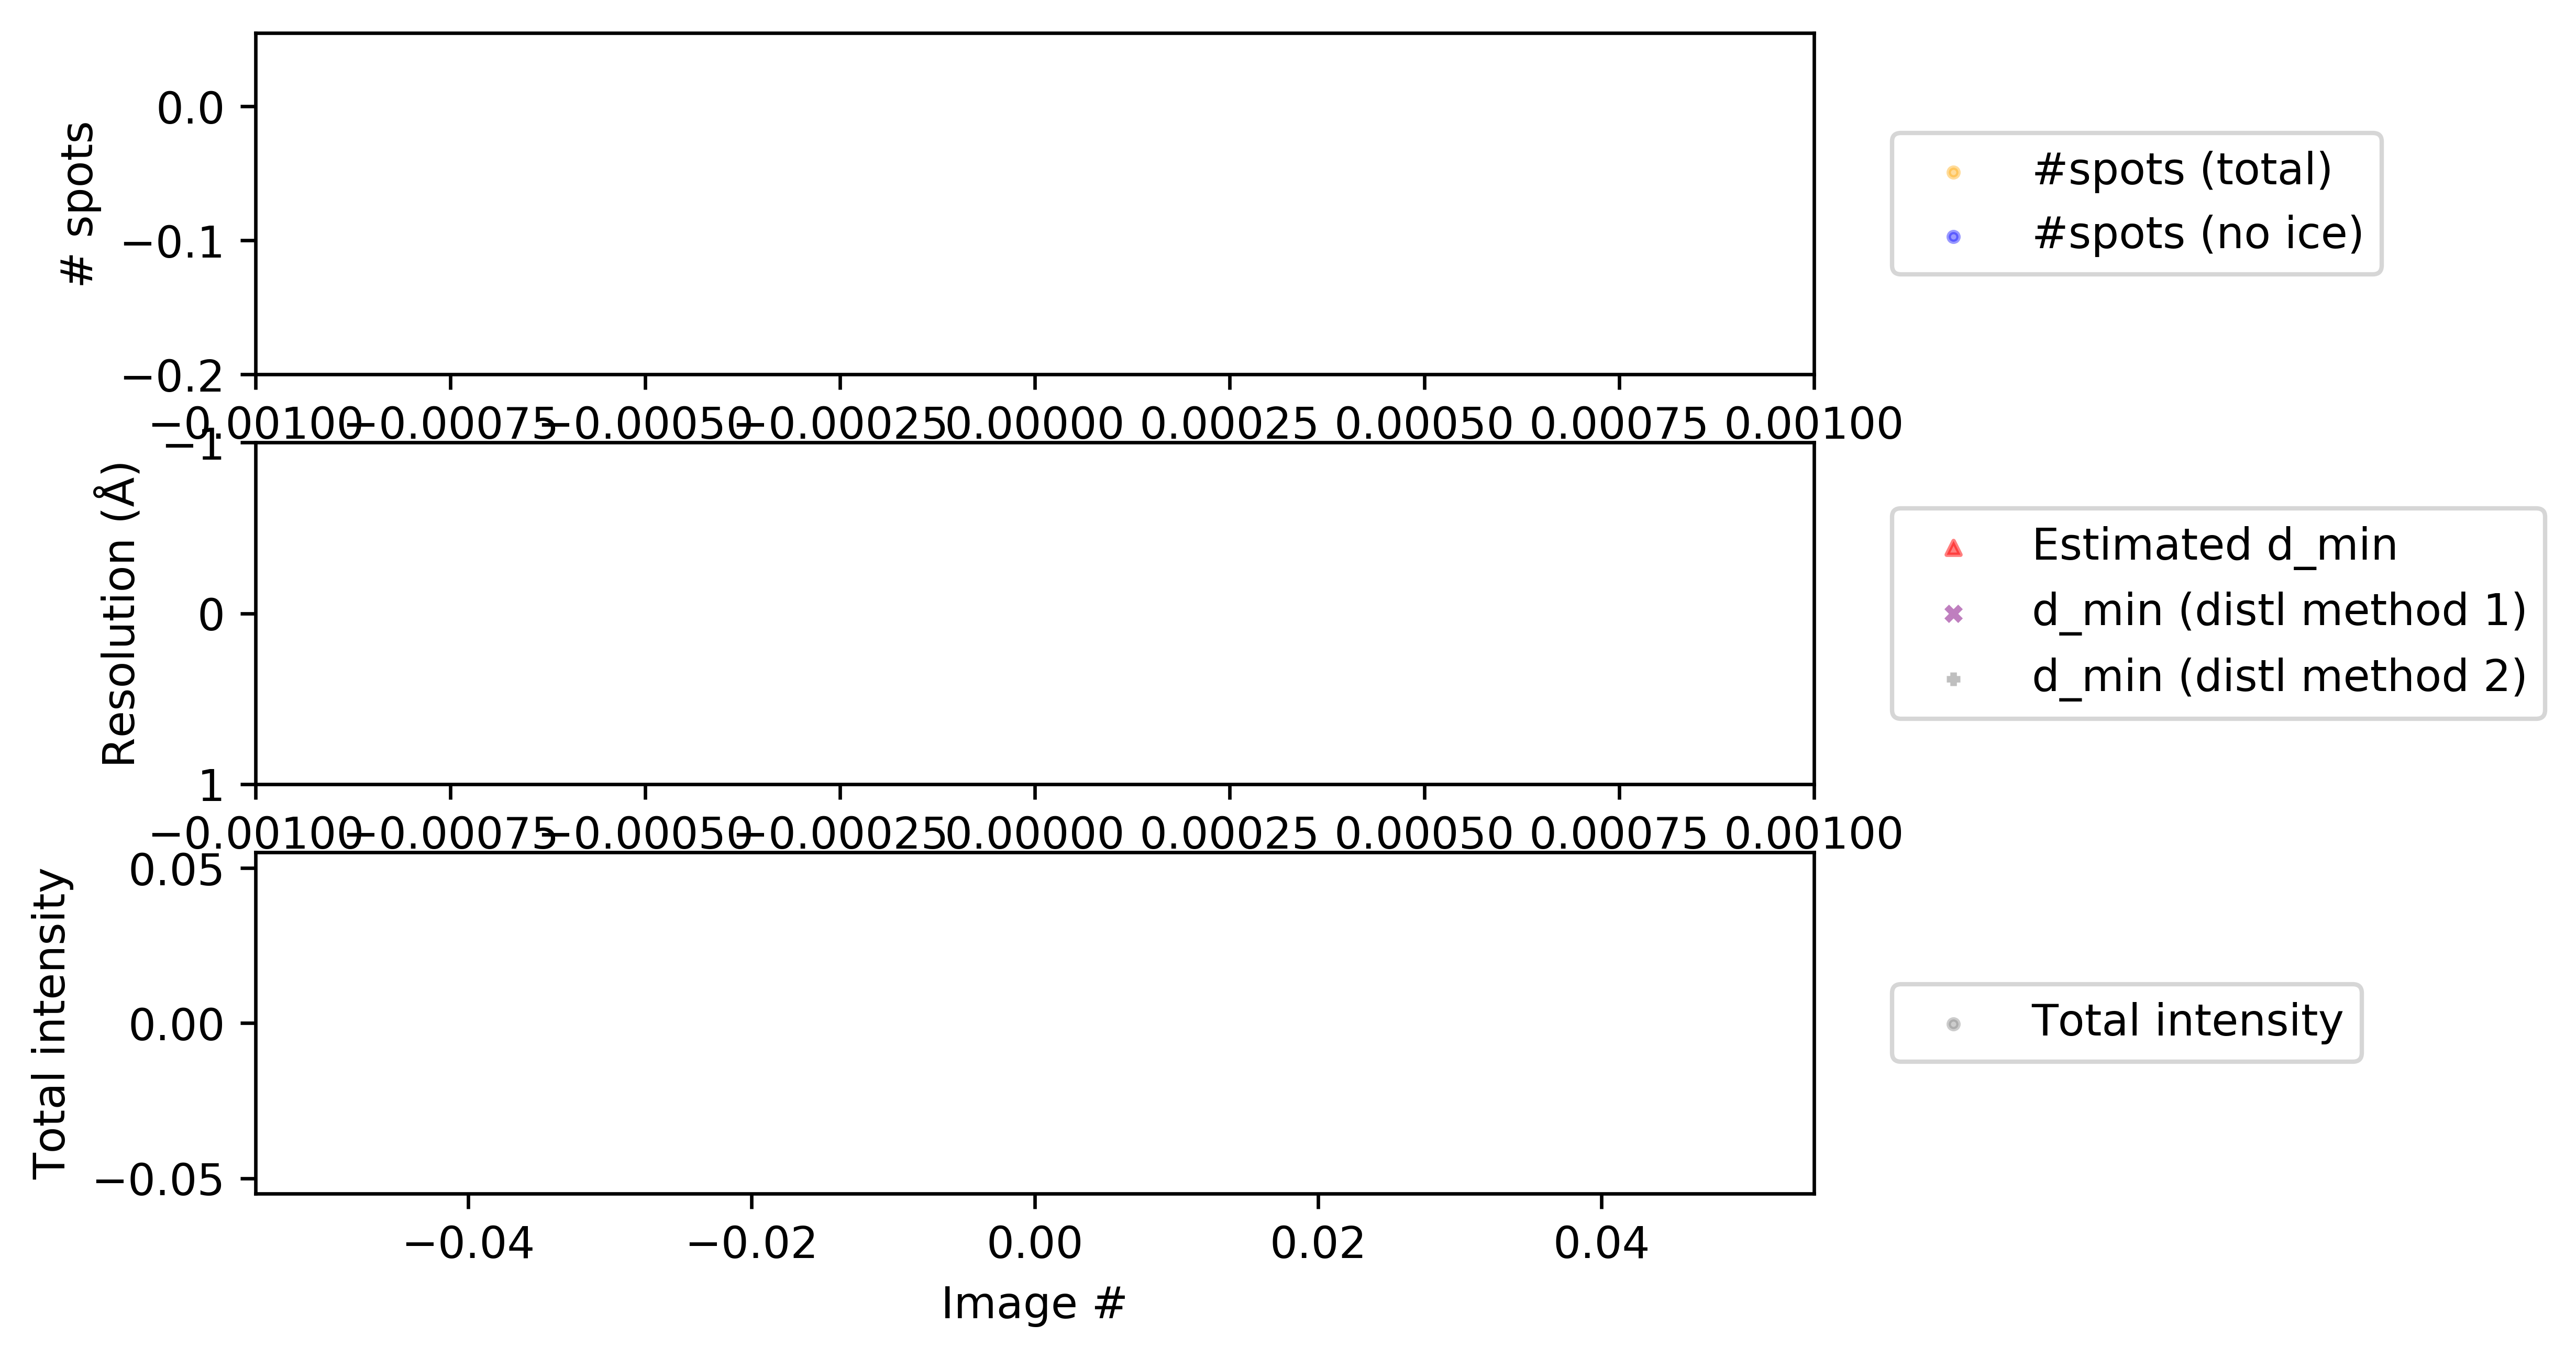 # spots
0.0
−0.1
−0.2
−0.00100 −0.00075 −0.00050 −0.00025 0.00000 0.00025 0.00050 0.00075 0.00100
#spots (total)
#spots (no ice)
Resolution (Å)
−1
0
1
−0.00100 −0.00075 −0.00050 −0.00025 0.00000 0.00025 0.00050 0.00075 0.00100
Estimated d_min
d_min (distl method 1)
d_min (distl method 2)
Total intensity
0.05
0.00
−0.05
−0.04 −0.02 0.00 0.02 0.04
Image #
Total intensity